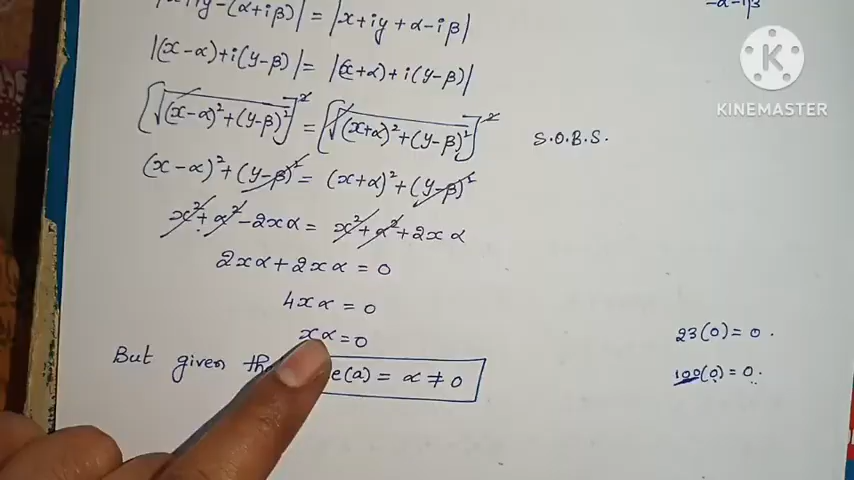 |x+iy-(α+iβ)| = |x+iy+α-iβ|
-α-iβ
|(x-α)+i(y-β)| = |(x+α)+i(y-β)|
[√(x-α)²+(y-β)²]² = [√(x+α)²+(y-β)²]² S.O.B.S.
(x-α)²+(y-β)² = (x+α)²+(y-β)²
x²+α²-2xα = x²+α²+2xα
2xα+2xα = 0
4xα = 0
xα = 0
23(0) = 0.
But given e(a) = α ≠ 0
100(0) = 0.
KINEMASTER